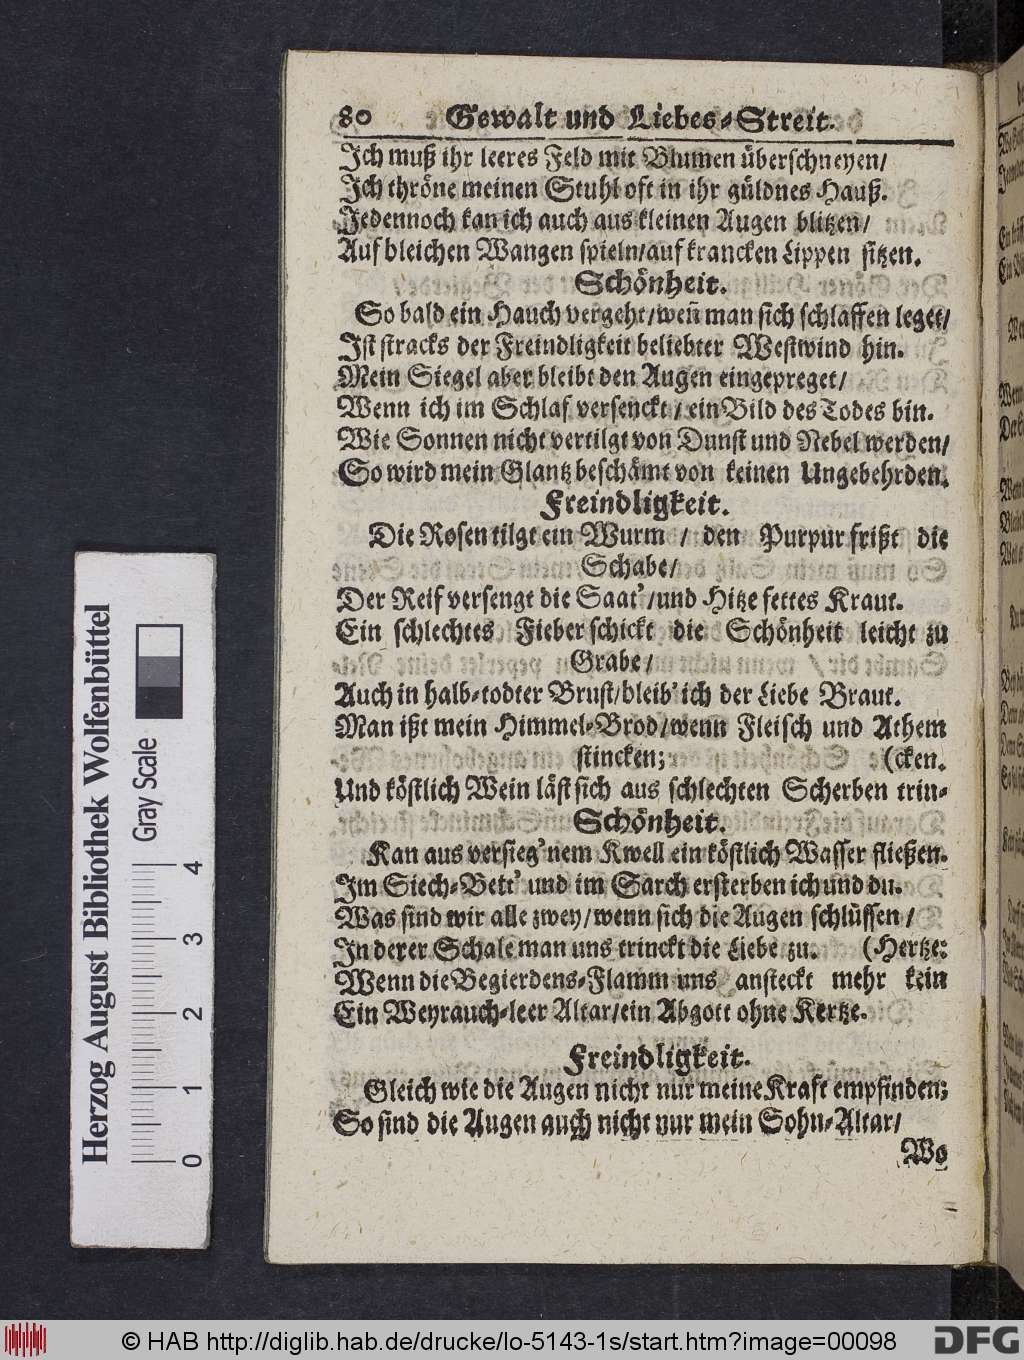 80 Gewalt und Liebes-Streit.
Ich muß ihr leeres Feld mit Blumen überschneyen/
Ich thröne meinen Stuhl oft in ihr güldnes Hauß.
Jedennoch kan ich auch aus kleinen Augen blitzen/
Auf bleichen Wangen spieln/auf krancken Lippen sitzen.
Schönheit.
So bald ein Hauch vergeht/weñ man sich schlaffen leget/
Ist stracks der Freindligkeit beliebter Westwind hin.
Mein Siegel aber bleibt den Augen eingepreget/
Wenn ich im Schlaf versenckt/ein Bild des Todes bin.
Wie Sonnen nicht vertilgt von Dunst und Nebel werden/
So wird mein Glantz beschämt von keinen Ungebehrden.
Freindligkeit.
Die Rosen tilgt ein Wurm / den Purpur frißt die
Schabe/
Der Reif versengt die Saat'/und Hitze fettes Kraut.
Ein schlechtes Fieber schickt die Schönheit leicht zu
Grabe/
Auch in halb-todter Brust/bleib' ich der Liebe Braut.
Man ißt mein Himmel-Brod/wenn Fleisch und Athem
stincken; (cken.
Und köstlich Wein läst sich aus schlechten Scherben trin-
Schönheit.
Kan aus versieg'nem Kwell ein köstlich Wasser fließen.
Im Siech-Bett' und im Sarch ersterben ich und du.
Was sind wir alle zwey/wenn sich die Augen schlüssen/
In derer Schale man uns trinckt die Liebe zu. (Hertze:
Wenn die Begierdens-Flamm uns ansteckt mehr kein
Ein Weyrauch-leer Altar/ein Abgott ohne Kertze.
Freindligkeit.
Gleich wie die Augen nicht nur meine Kraft empfinden;
So sind die Augen auch nicht nur mein Sohn-Altar/
Wo
Herzog August Bibliothek Wolfenbüttel
Gray Scale
0 1 2 3 4
© HAB http://diglib.hab.de/drucke/lo-5143-1s/start.htm?image=00098
DFG